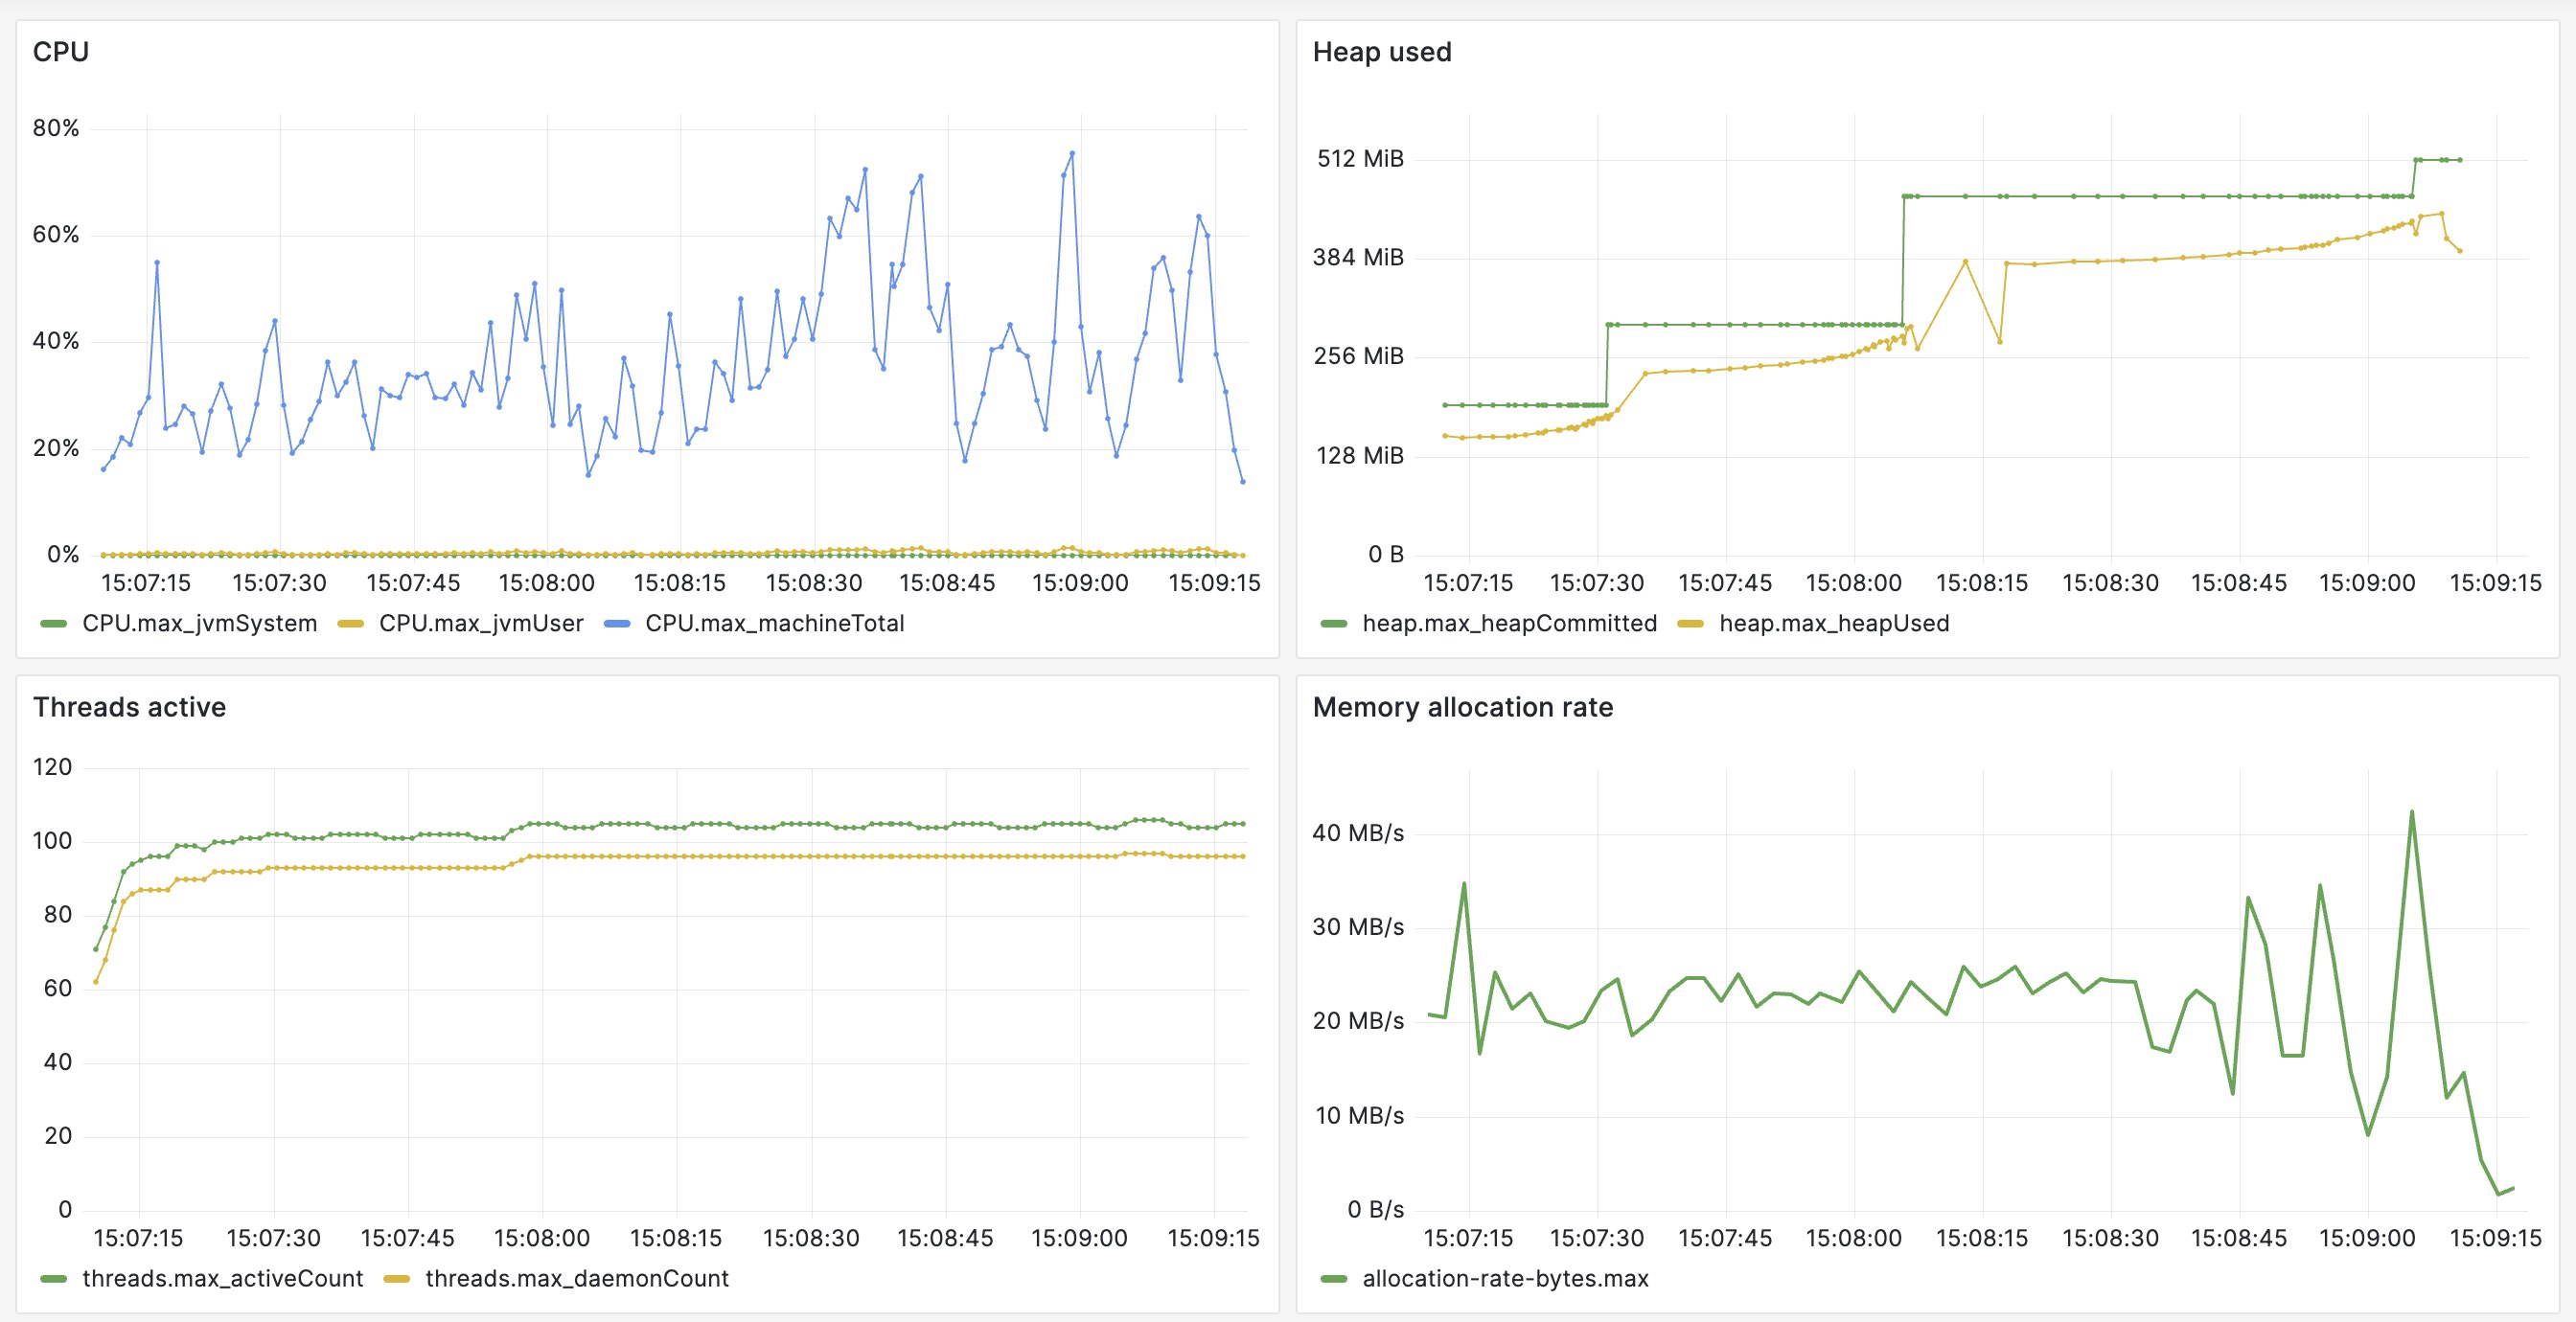 CPU
80%
60%
40%
20%
0%
15:07:15 15:07:30 15:07:45 15:08:00 15:08:15 15:08:30 15:08:45 15:09:00 15:09:15
CPU.max_jvmSystem CPU.max_jvmUser CPU.max_machineTotal
Heap used
512 MiB
384 MiB
256 MiB
128 MiB
0 B
15:07:15 15:07:30 15:07:45 15:08:00 15:08:15 15:08:30 15:08:45 15:09:00 15:09:15
heap.max_heapCommitted heap.max_heapUsed
Threads active
120
100
80
60
40
20
0
15:07:15 15:07:30 15:07:45 15:08:00 15:08:15 15:08:30 15:08:45 15:09:00 15:09:15
threads.max_activeCount threads.max_daemonCount
Memory allocation rate
40 MB/s
30 MB/s
20 MB/s
10 MB/s
0 B/s
15:07:15 15:07:30 15:07:45 15:08:00 15:08:15 15:08:30 15:08:45 15:09:00 15:09:15
allocation-rate-bytes.max